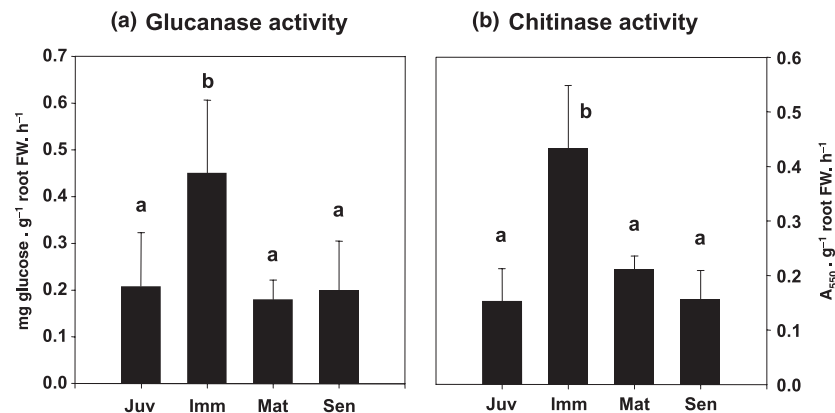 (a) Glucanase activity
0.7
0.6
0.5
0.4
0.3
0.2
0.1
0.0
mg glucose . g⁻¹ root FW. h⁻¹
a
b
a
a
Juv Imm Mat Sen
(b) Chitinase activity
0.6
0.5
0.4
0.3
0.2
0.1
0.0
A₅₅₀ . g⁻¹ root FW. h⁻¹
a
b
a
a
Juv Imm Mat Sen